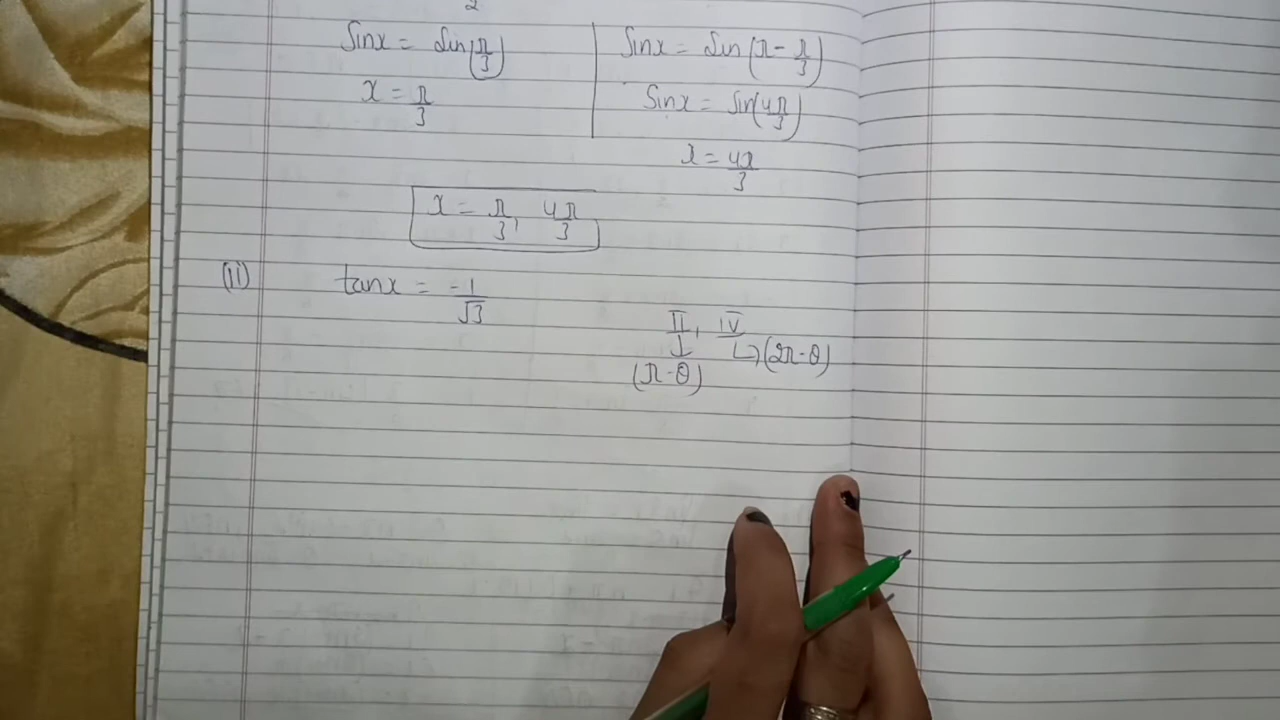 2
Sinx = Sin(π/3)
x = π/3
Sinx = Sin(π - π/3)
Sinx = Sin(4π/3)
x = 4π/3
x = π/3, 4π/3
(ii) tanx = -1/√3
II, IV
↓ ↳(2π-θ)
(π-θ)